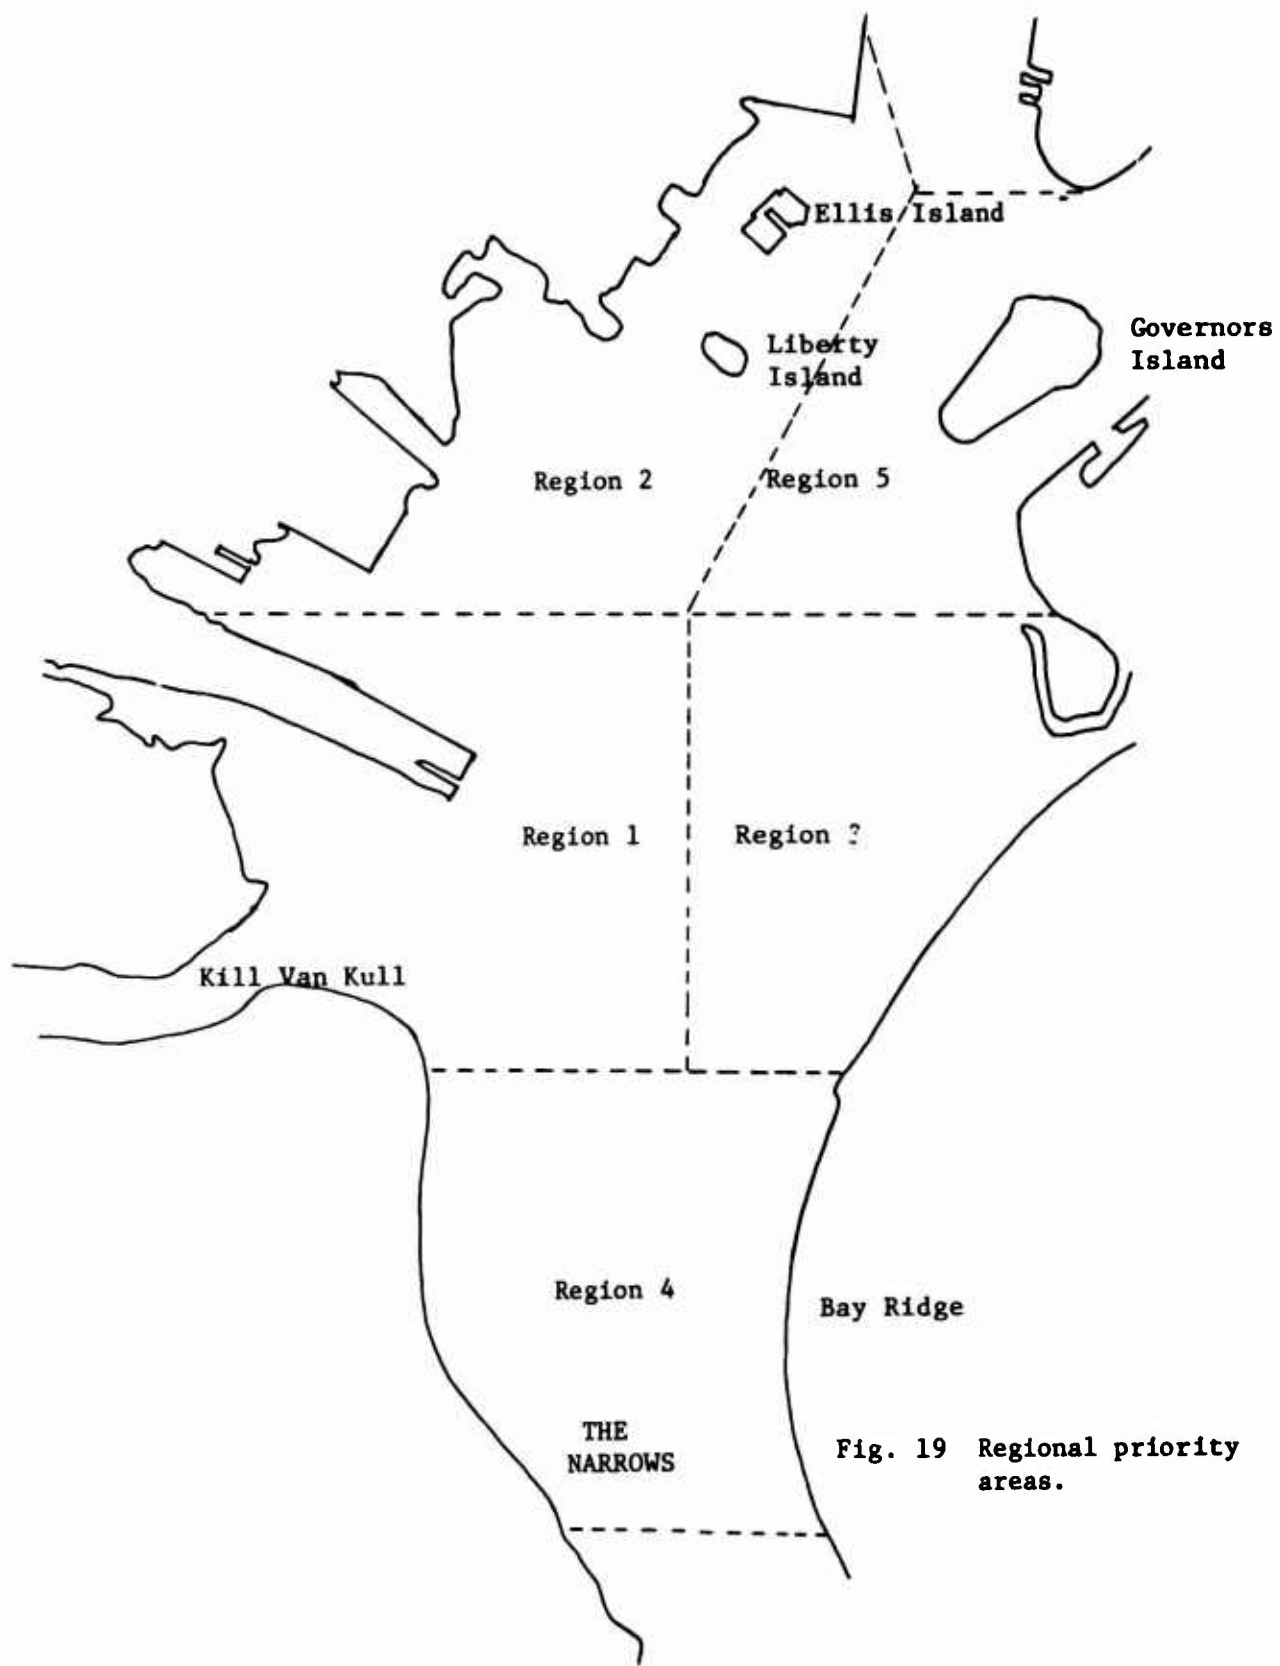 Ellis Island
Governors
Island
Liberty
Island
Region 2
Region 5
Region 1
Region
Kill Van Kull
Region 4
Bay Ridge
THE
NARROWS
Fig. 19 Regional priority
areas.